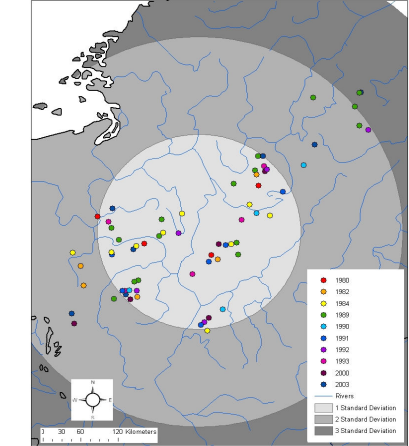 1980
1982
1984
1989
1990
1991
1992
1993
2000
2003
Rivers
1 Standard Deviation
2 Standard Deviation
3 Standard Deviation
N
W E
S
0 30 60 120 Kilometers